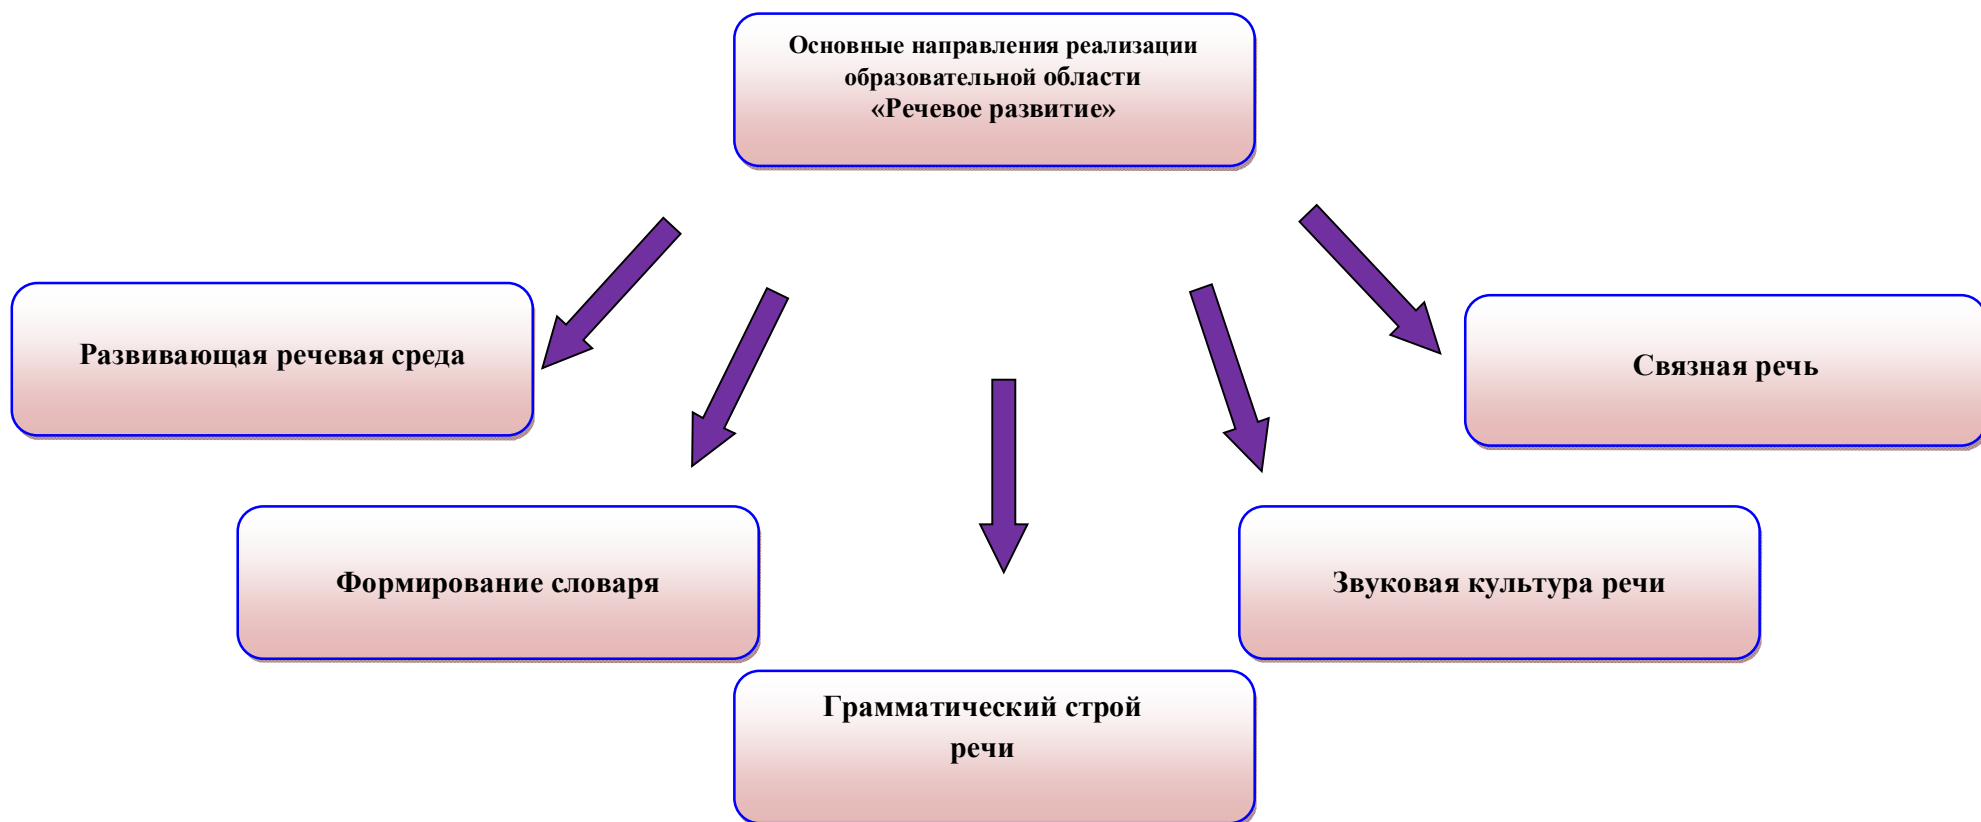 Основные направления реализации
образовательной области
«Речевое развитие»
Развивающая речевая среда
Связная речь
Формирование словаря
Звуковая культура речи
Грамматический строй
речи